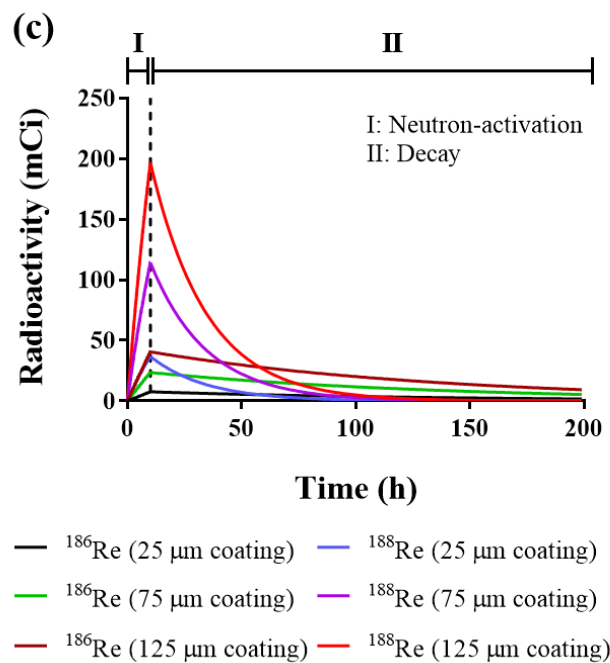 (c)
I
II
250
200
150
100
50
0
Radioactivity (mCi)
I: Neutron-activation
II: Decay
0
50
100
150
200
Time (h)
¹⁸⁶Re (25 μm coating)
¹⁸⁸Re (25 μm coating)
¹⁸⁶Re (75 μm coating)
¹⁸⁸Re (75 μm coating)
¹⁸⁶Re (125 μm coating)
¹⁸⁸Re (125 μm coating)